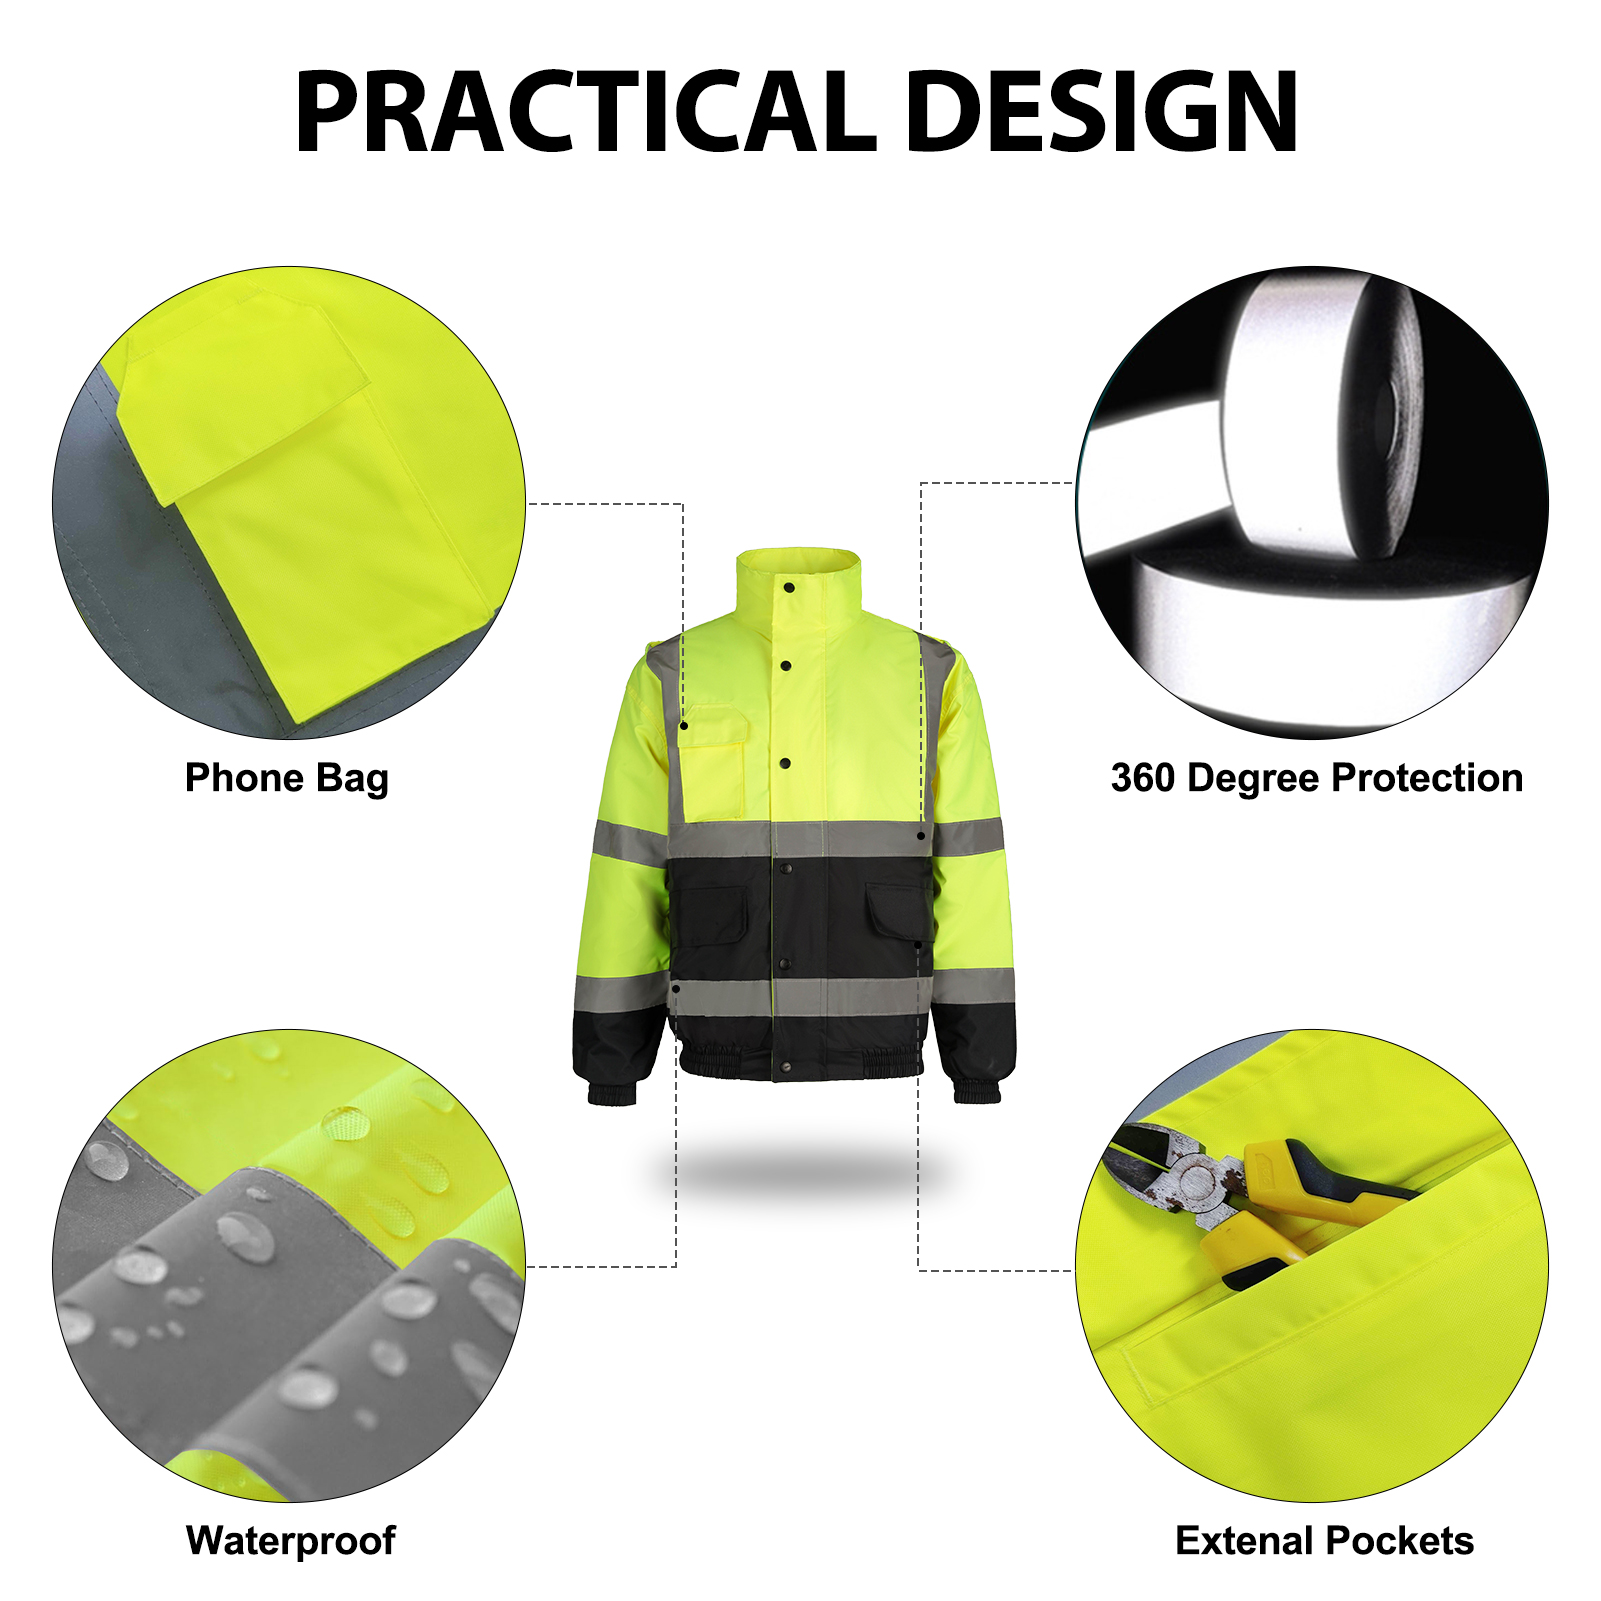 PRACTICAL DESIGN
Phone Bag
360 Degree Protection
Waterproof
Extenal Pockets